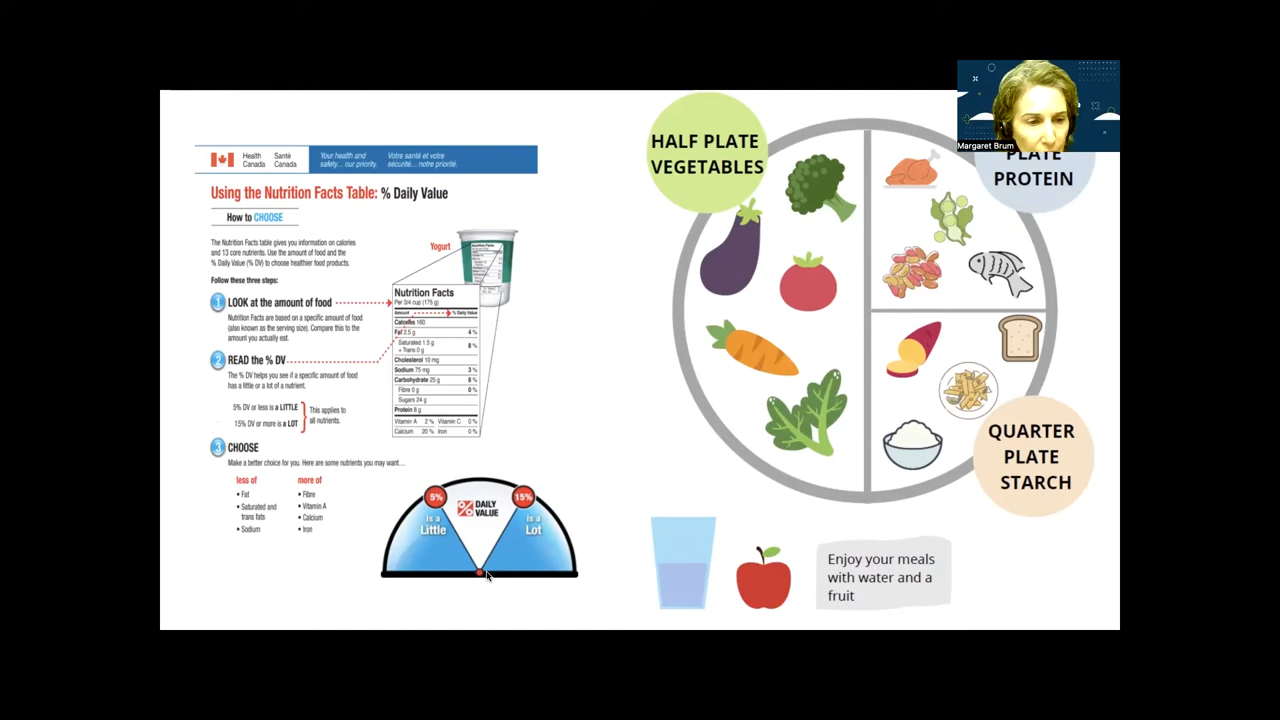 Health Canada
Santé Canada
Your health and safety... our priority.
Votre santé et votre sécurité... notre priorité.
Using the Nutrition Facts Table: % Daily Value
How to CHOOSE
The Nutrition Facts table gives you information on calories
and 13 core nutrients. Use the amount of food and the
% Daily Value (% DV) to choose healthier food products.
Follow these three steps:
Yogurt
1 LOOK at the amount of food
Nutrition Facts are based on a specific amount of food
(also known as the serving size). Compare this to the
amount you actually eat.
2 READ the % DV
The % DV helps you see if a specific amount of food
has a little or a lot of a nutrient.
5% DV or less is a LITTLE
15% DV or more is a LOT
This applies to
all nutrients.
3 CHOOSE
Make a better choice for you. Here are some nutrients you may want...
less of
• Fat
• Saturated and
trans fats
• Sodium
more of
• Fibre
• Vitamin A
• Calcium
• Iron
Nutrition Facts
Per 3/4 cup (175 g)
Amount % Daily Value
Calories 160
Fat 2.5 g 4 %
Saturated 1.5 g
+ Trans 0 g 8 %
Cholesterol 10 mg
Sodium 75 mg 3 %
Carbohydrate 25 g 8 %
Fibre 0 g 0 %
Sugars 24 g
Protein 8 g
Vitamin A 2 % Vitamin C 0 %
Calcium 20 % Iron 0 %
5%
is a
Little
% DAILY
VALUE
15%
is a
Lot
HALF PLATE
VEGETABLES
PLATE
PROTEIN
QUARTER
PLATE
STARCH
Enjoy your meals
with water and a
fruit
Margaret Brum